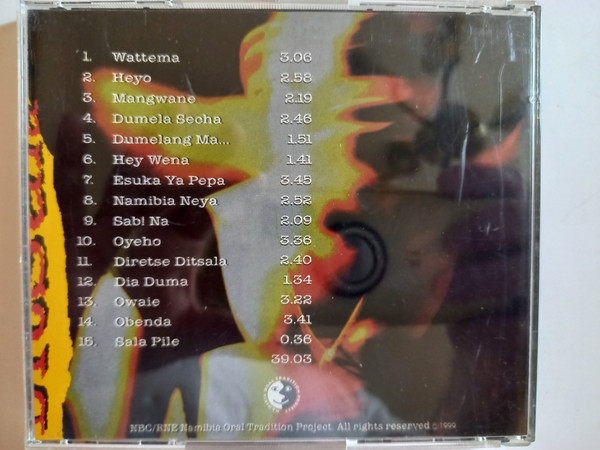 1. Wattema 3.06
2. Heyo 2.58
3. Mangwane 2.19
4. Dumela Secha 2.46
5. Dumelang Ma... 1.51
6. Hey Wena 1.41
7. Esuka Ya Pepa 3.45
8. Namibia Neya 2.52
9. Sab! Na 2.09
10. Oyeho 3.36
11. Diretse Ditsala 2.40
12. Dia Duma 1.34
13. Owaie 3.22
14. Obenda 3.41
15. Sala Pile 0.36
39.03
NBC/RNE Namibia Oral Tradition Project. All rights reserved © 1999